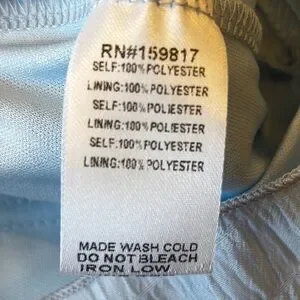 RN#159817
SELF:100%POLYESTER
LINING:100%POLYESTER
SELF:100%POLIESTER
LINING:100%POLIESTER
SELF:100%POLYESTER
LINING:100%POLYESTER
MADE WASH COLD
DO NOT BLEACH
IRON LOW